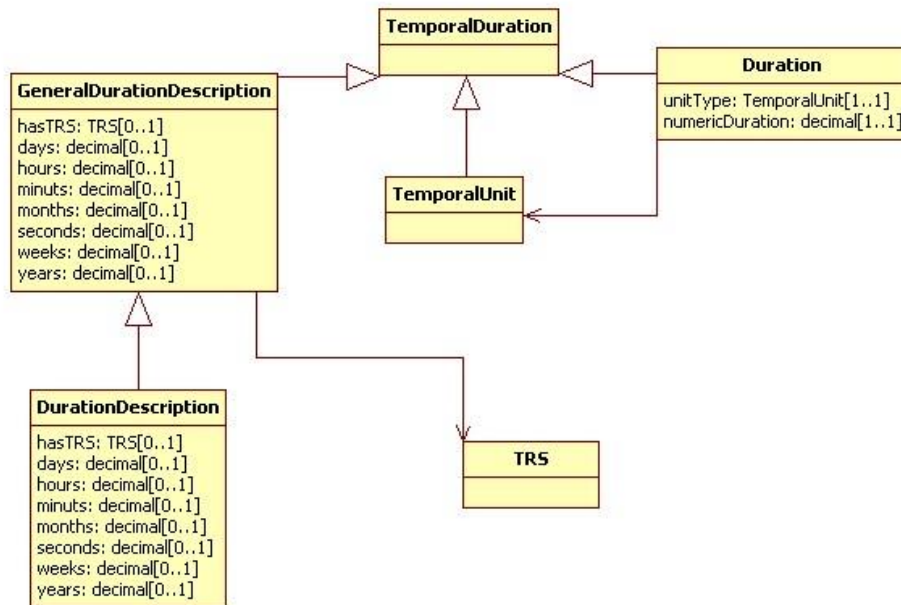 TemporalDuration
GeneralDurationDescription
hasTRS: TRS[0..1]
days: decimal[0..1]
hours: decimal[0..1]
minuts: decimal[0..1]
months: decimal[0..1]
seconds: decimal[0..1]
weeks: decimal[0..1]
years: decimal[0..1]
Duration
unitType: TemporalUnit[1..1]
numericDuration: decimal[1..1]
TemporalUnit
DurationDescription
hasTRS: TRS[0..1]
days: decimal[0..1]
hours: decimal[0..1]
minuts: decimal[0..1]
months: decimal[0..1]
seconds: decimal[0..1]
weeks: decimal[0..1]
years: decimal[0..1]
TRS